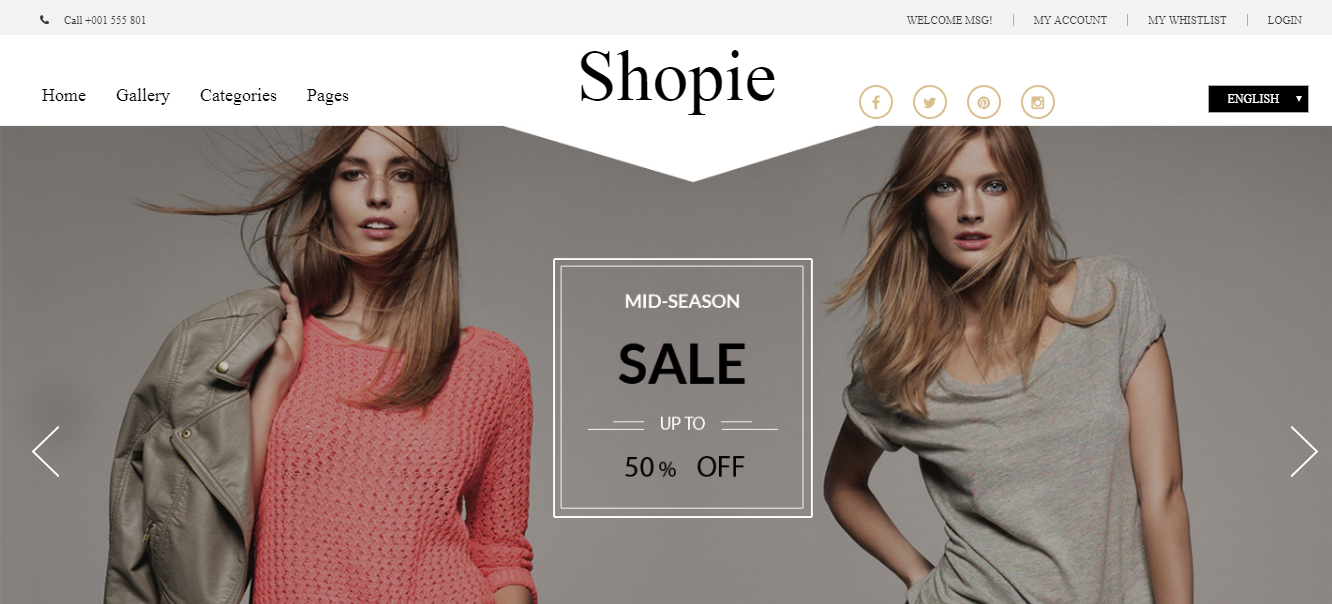 Call +001 555 801
WELCOME MSG!
MY ACCOUNT
MY WHISTLIST
LOGIN
Shopie
Home
Gallery
Categories
Pages
ENGLISH
MID-SEASON
SALE
UP TO
50 % OFF